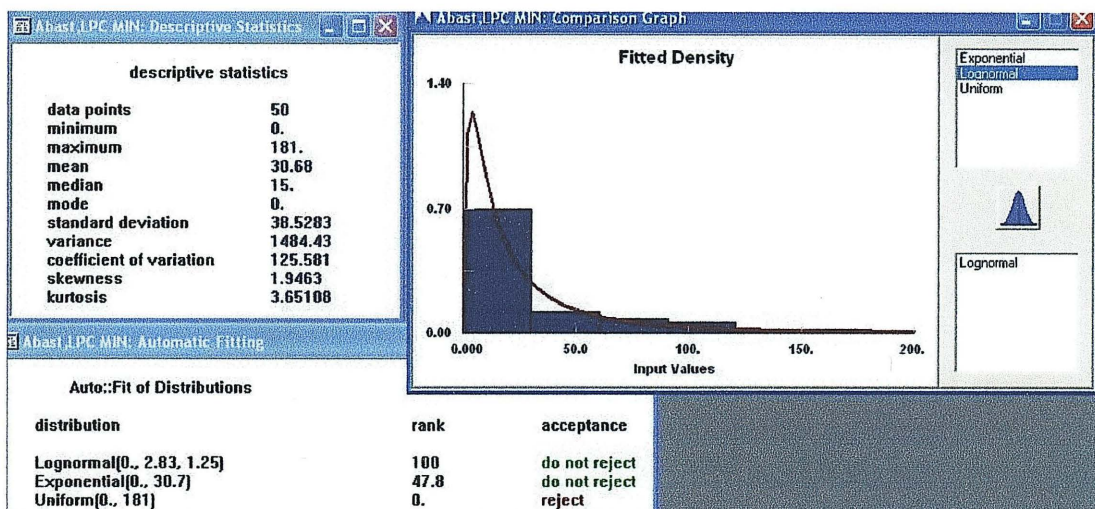 Abast,LPC MIN: Descriptive Statistics
descriptive statistics
data points 50
minimum 0.
maximum 181.
mean 30.68
median 15.
mode 0.
standard deviation 38.5283
variance 1484.43
coefficient of variation 125.581
skewness 1.9463
kurtosis 3.65108
Abast,LPC MIN: Comparison Graph
Fitted Density
1.40
0.70
0.00
0.000 50.0 100. 150. 200.
Input Values
Exponential
Lognormal
Uniform
Lognormal
Abast,LPC MIN: Automatic Fitting
Auto::Fit of Distributions
distribution rank acceptance
Lognormal(0., 2.83, 1.25) 100 do not reject
Exponential(0., 30.7) 47.8 do not reject
Uniform(0., 181) 0. reject